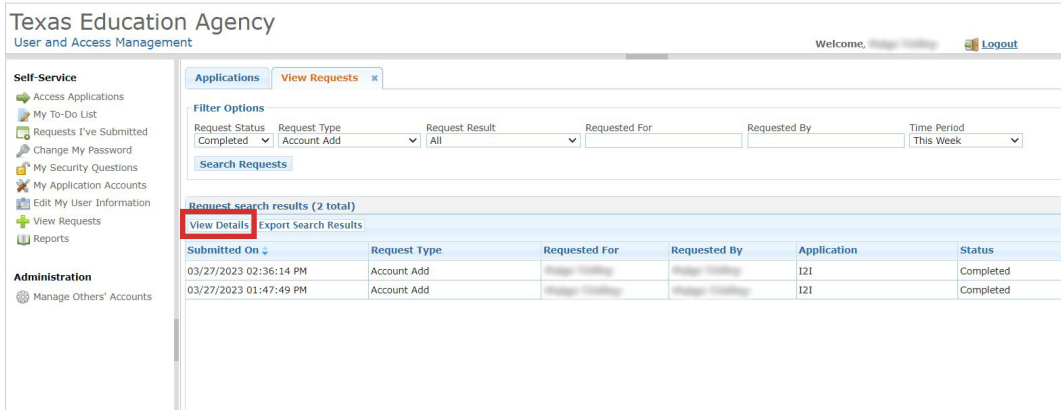 Texas Education Agency
User and Access Management
Welcome,
Logout
Self-Service
Access Applications
My To-Do List
Requests I've Submitted
Change My Password
My Security Questions
My Application Accounts
Edit My User Information
View Requests
Reports
Administration
Manage Others' Accounts
Applications View Requests x
Filter Options
Request Status Request Type Request Result Requested For Requested By Time Period
Completed Account Add All This Week
Search Requests
Request search results (2 total)
View Details Export Search Results
Submitted On Request Type Requested For Requested By Application Status
03/27/2023 02:36:14 PM Account Add I2I Completed
03/27/2023 01:47:49 PM Account Add I2I Completed